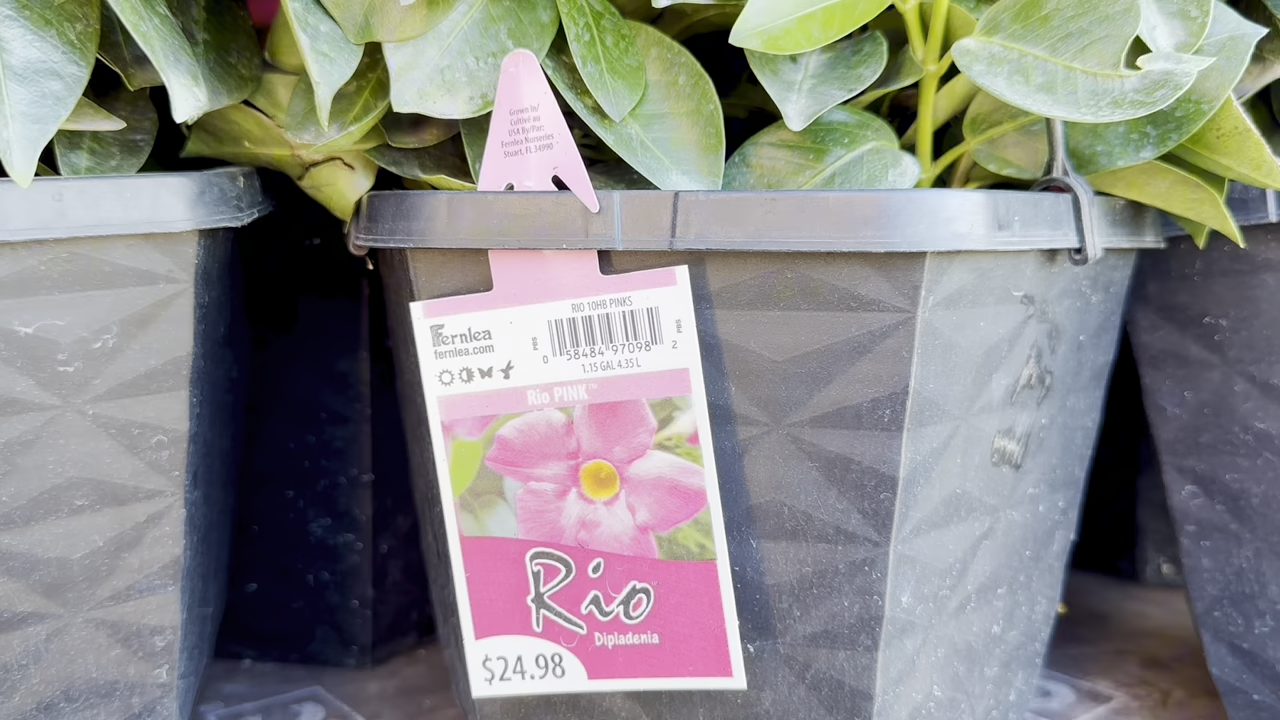 Grown In/
Cultivé au
USA By/Par:
Fernlea Nurseries
Stuart, FL 34990
RIO 10HB PINKS
Fernlea
fernlea.com
PBS
PBS
0 58484 97098 2
1.15 GAL 4.35 L
Rio PINK™
Rio
Dipladenia
$24.98